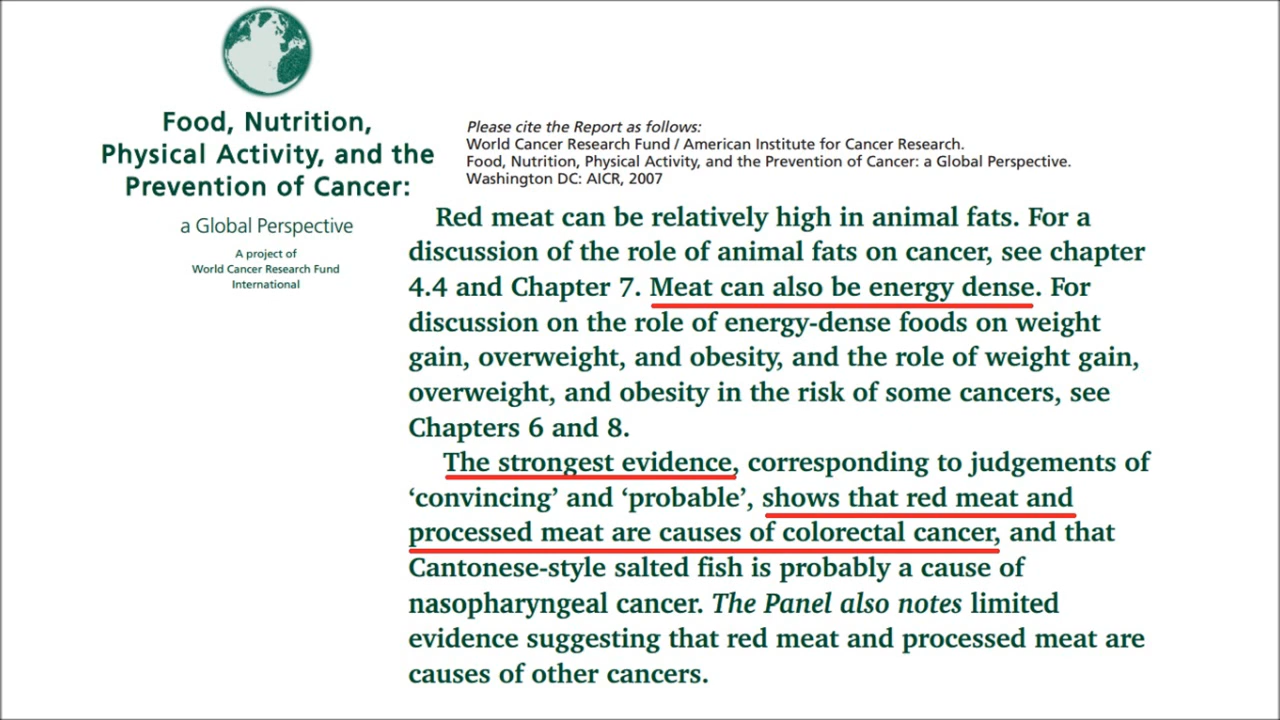 Food, Nutrition,
Physical Activity, and the
Prevention of Cancer:
a Global Perspective
A project of
World Cancer Research Fund
International
Please cite the Report as follows:
World Cancer Research Fund / American Institute for Cancer Research.
Food, Nutrition, Physical Activity, and the Prevention of Cancer: a Global Perspective.
Washington DC: AICR, 2007
Red meat can be relatively high in animal fats. For a
discussion of the role of animal fats on cancer, see chapter
4.4 and Chapter 7. Meat can also be energy dense. For
discussion on the role of energy-dense foods on weight
gain, overweight, and obesity, and the role of weight gain,
overweight, and obesity in the risk of some cancers, see
Chapters 6 and 8.
The strongest evidence, corresponding to judgements of
‘convincing’ and ‘probable’, shows that red meat and
processed meat are causes of colorectal cancer, and that
Cantonese-style salted fish is probably a cause of
nasopharyngeal cancer. The Panel also notes limited
evidence suggesting that red meat and processed meat are
causes of other cancers.